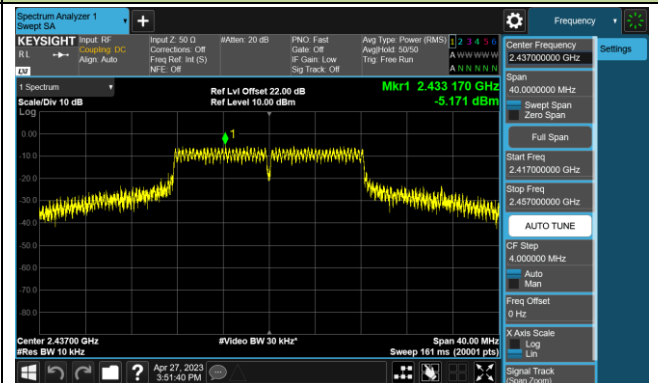 Spectrum Analyzer 1
Swept SA
Frequency
KEYSIGHT
Input: RF
Coupling: DC
Align: Auto
Input Z: 50 Ω
Corrections: Off
Freq Ref: Int (S)
NFE: Off
#Atten: 20 dB
PNO: Fast
Gate: Off
IF Gain: Low
Sig Track: Off
Avg Type: Power (RMS)
Avg|Hold: 50/50
Trig: Free Run
1 2 3 4 5 6
A W W W W W
A N N N N N
RL
LXI
Center Frequency
2.437000000 GHz
Settings
Span
40.0000000 MHz
Swept Span
Zero Span
Full Span
Start Freq
2.417000000 GHz
Stop Freq
2.457000000 GHz
AUTO TUNE
CF Step
4.000000 MHz
Auto
Man
Freq Offset
0 Hz
X Axis Scale
Log
Lin
Signal Track
(Span Zoom)
1 Spectrum
Scale/Div 10 dB
Log
Ref Lvl Offset 22.00 dB
Ref Level 10.00 dBm
Mkr1 2.433 170 GHz
-5.171 dBm
1
0.00
-10.0
-20.0
-30.0
-40.0
-50.0
-60.0
-70.0
-80.0
Center 2.43700 GHz
#Res BW 10 kHz
#Video BW 30 kHz*
Span 40.00 MHz
Sweep 161 ms (20001 pts)
?
Apr 27, 2023
3:51:40 PM